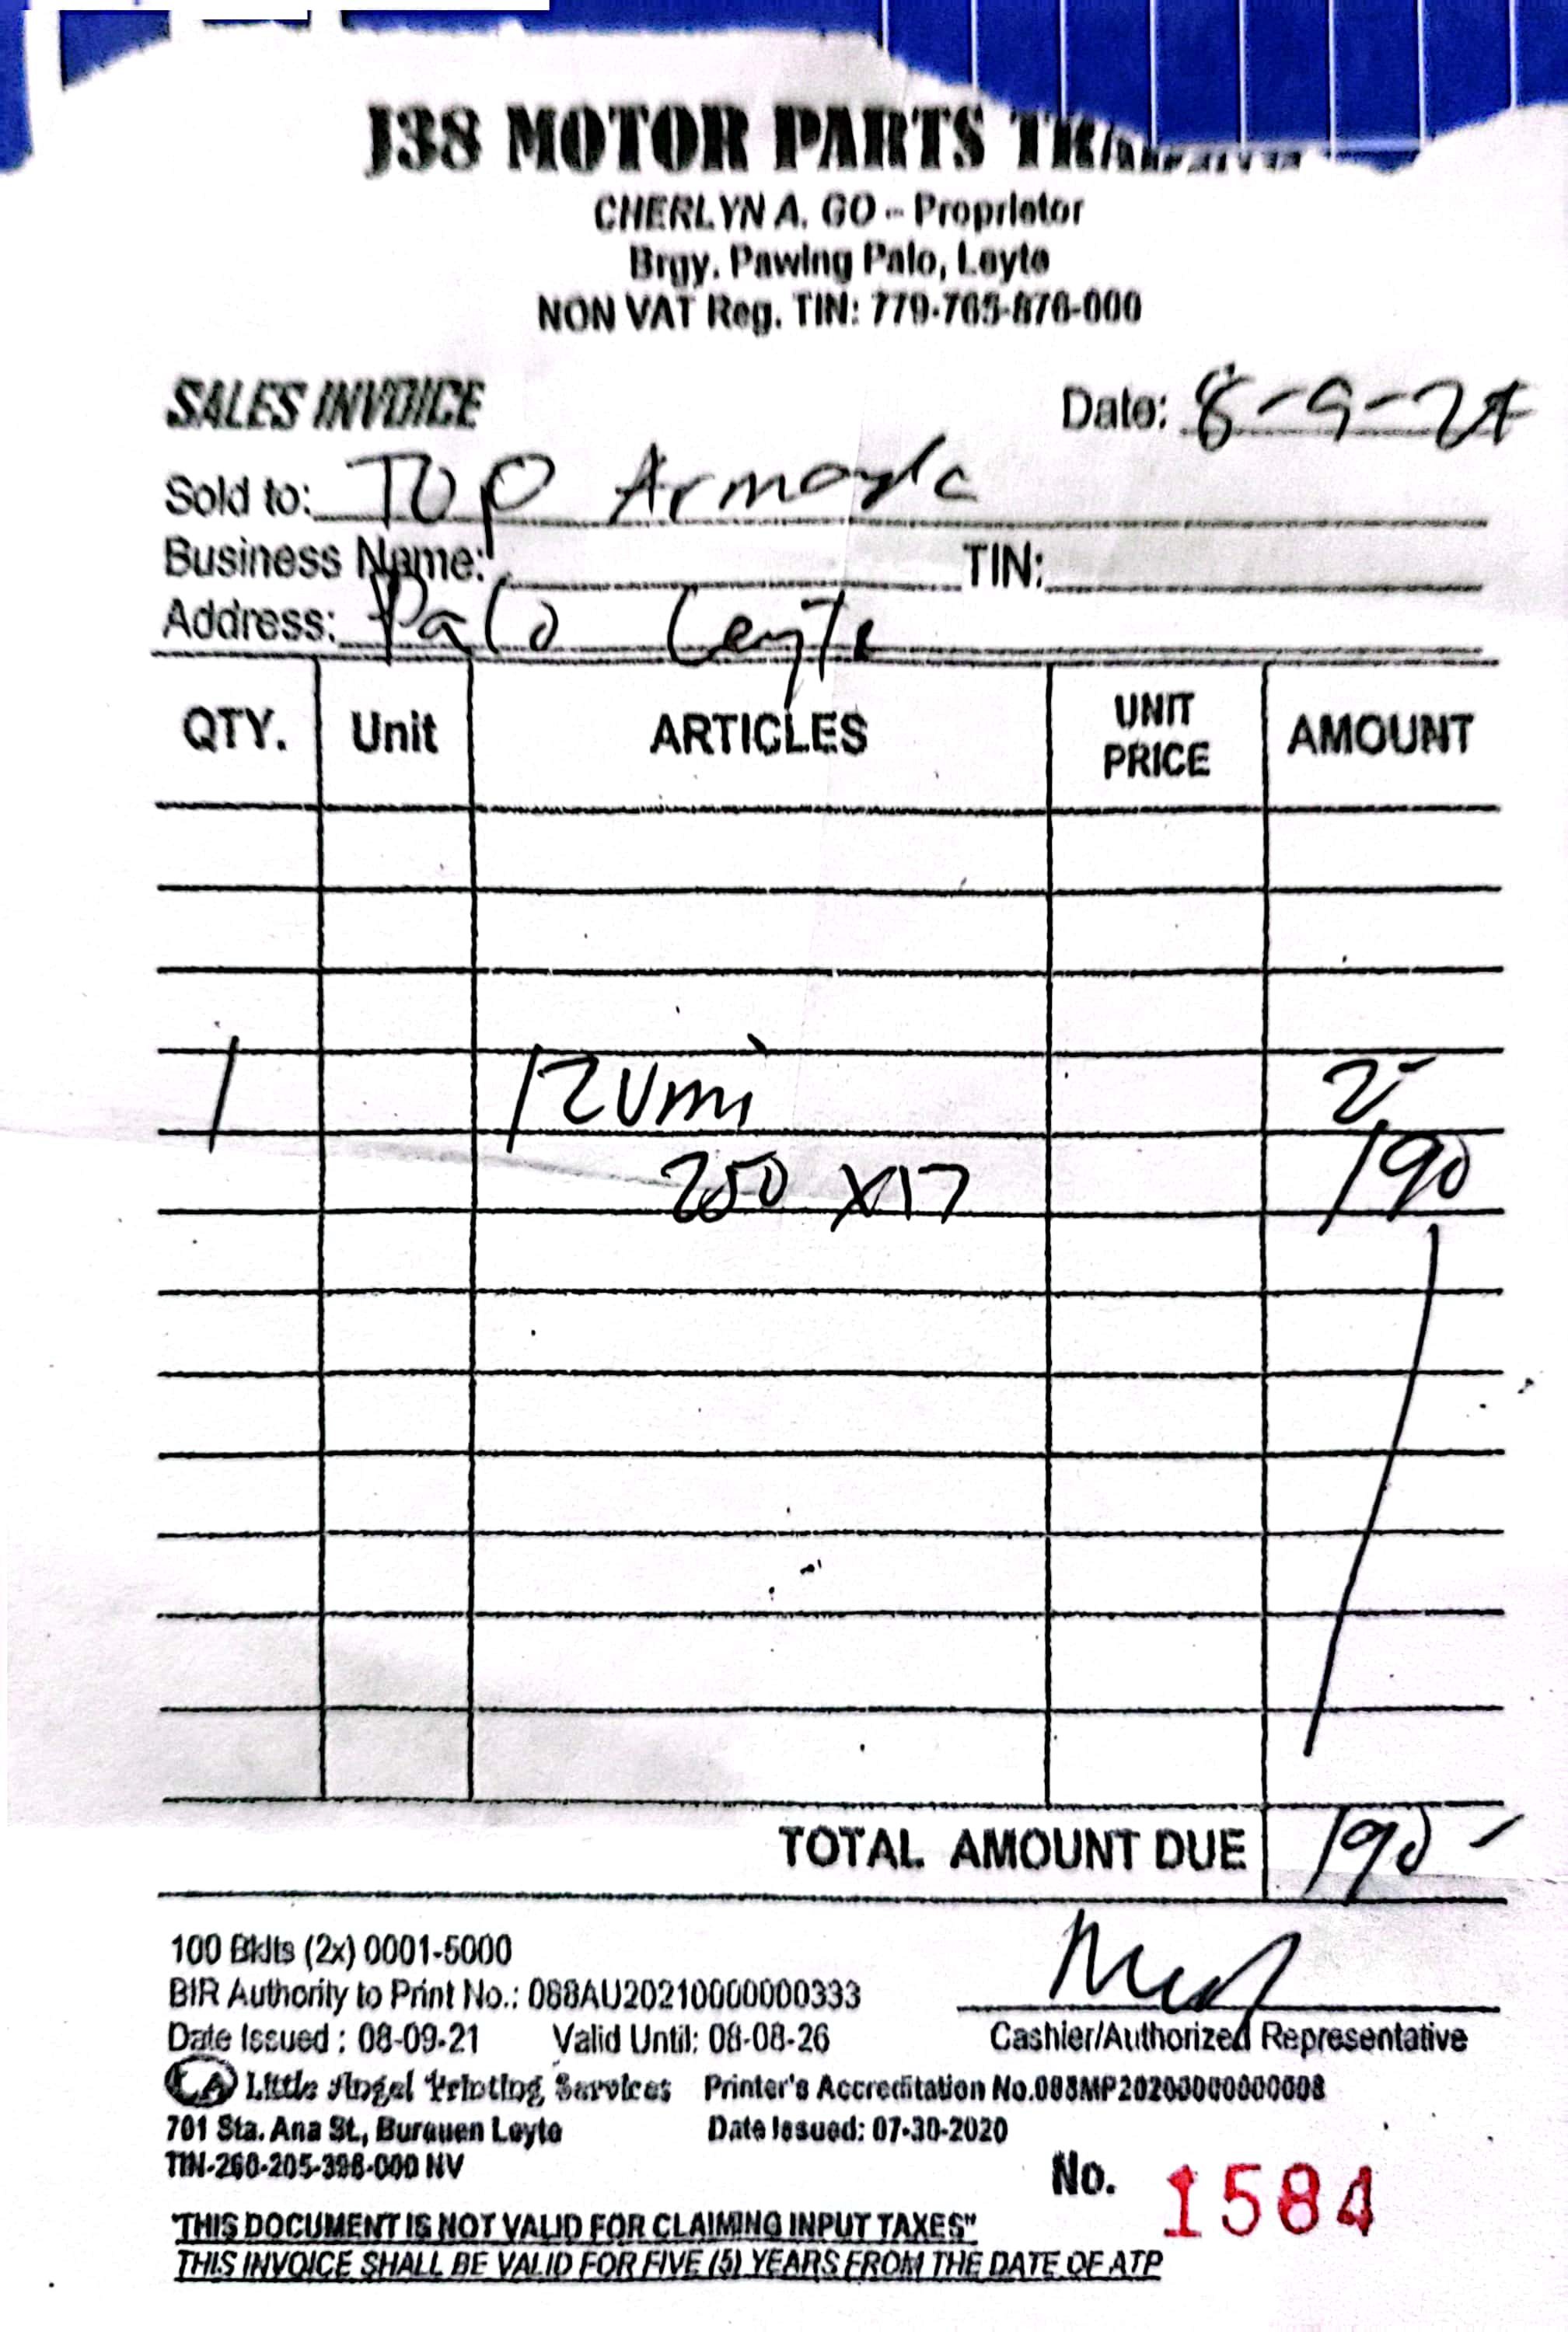 J38 MOTOR PARTS
CHERLYN A. GO - Proprietor
Brgy. Pawing Palo, Leyte
NON VAT Reg. TIN: 779-765-876-000
SALES INVOICE Date: 8-9-24
Sold to: Top
Business Name: TIN:
Address: Palo Leyte
QTY. Unit ARTICLES UNIT PRICE AMOUNT
1
250 x17 190
TOTAL AMOUNT DUE 190
100 Bklts (2x) 0001-5000
BIR Authority to Print No.: 088AU20210000000333
Date Issued : 08-09-21 Valid Until: 08-08-26
Cashier/Authorized Representative
LA Little Angel Printing Services Printer's Accreditation No.
701 Sta. Ana St., Burauen Leyte Date Issued: 07-30-2020
TIN-260-205-396-000 NV
No. 1584
"THIS DOCUMENT IS NOT VALID FOR CLAIMING INPUT TAXES"
THIS INVOICE SHALL BE VALID FOR FIVE (5) YEARS FROM THE DATE OF ATP